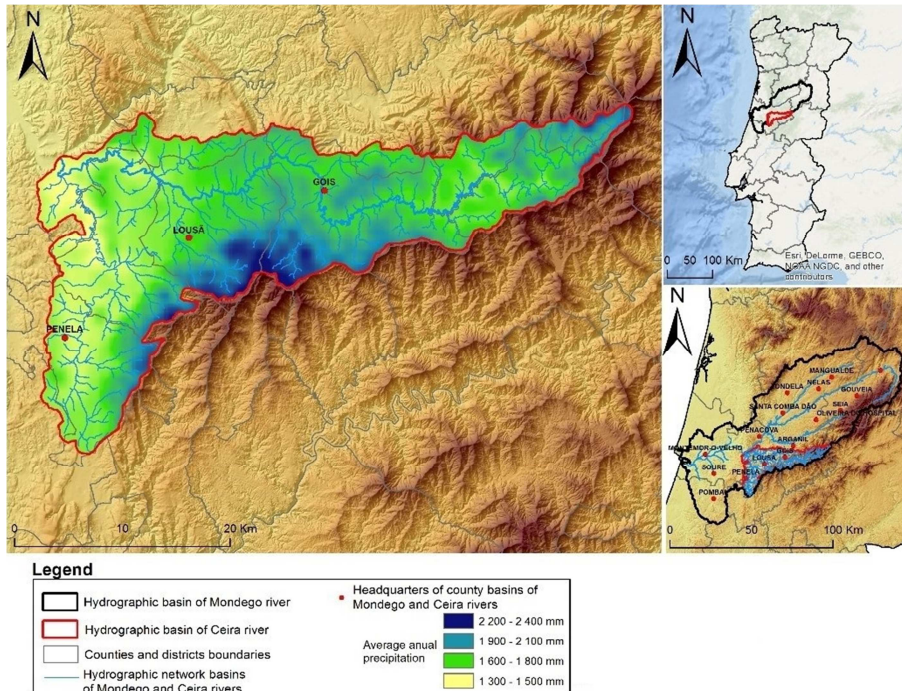 N
GOIS
LOUSÃ
PENELA
0 10 20 Km
N
0 50 100 Km
Esri, DeLorme, GEBCO,
NOAA NGDC, and other
contributors
N
MANGUALDE
TONDELA
NELAS
GOUVEIA
SANTA COMBA DÃO
SEIA
OLIVEIRA DO HOSPITAL
PENACOVA
ARGANIL
MONTEMOR-O-VELHO
LOUSÃ
SOURE
PENELA
POMBAL
0 50 100 Km
Legend
Hydrographic basin of Mondego river
Hydrographic basin of Ceira river
Counties and districts boundaries
Hydrographic network basins
of Mondego and Ceira rivers
Headquarters of county basins of
Mondego and Ceira rivers
Average anual
precipitation
2 200 - 2 400 mm
1 900 - 2 100 mm
1 600 - 1 800 mm
1 300 - 1 500 mm